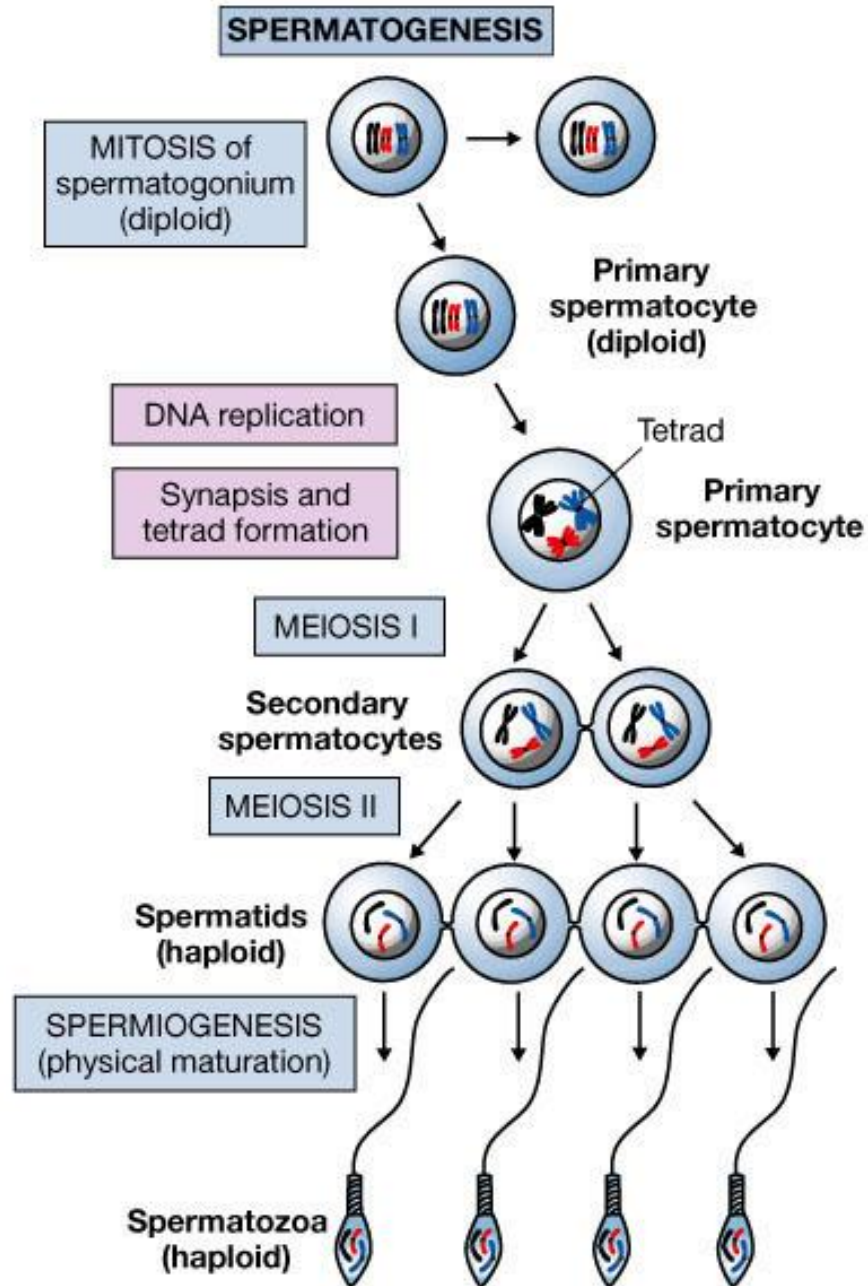 SPERMATOGENESIS
MITOSIS of
spermatogonium
(diploid)
Primary
spermatocyte
(diploid)
DNA replication
Tetrad
Synapsis and
tetrad formation
Primary
spermatocyte
MEIOSIS I
Secondary
spermatocytes
MEIOSIS II
Spermatids
(haploid)
SPERMIOGENESIS
(physical maturation)
Spermatozoa
(haploid)